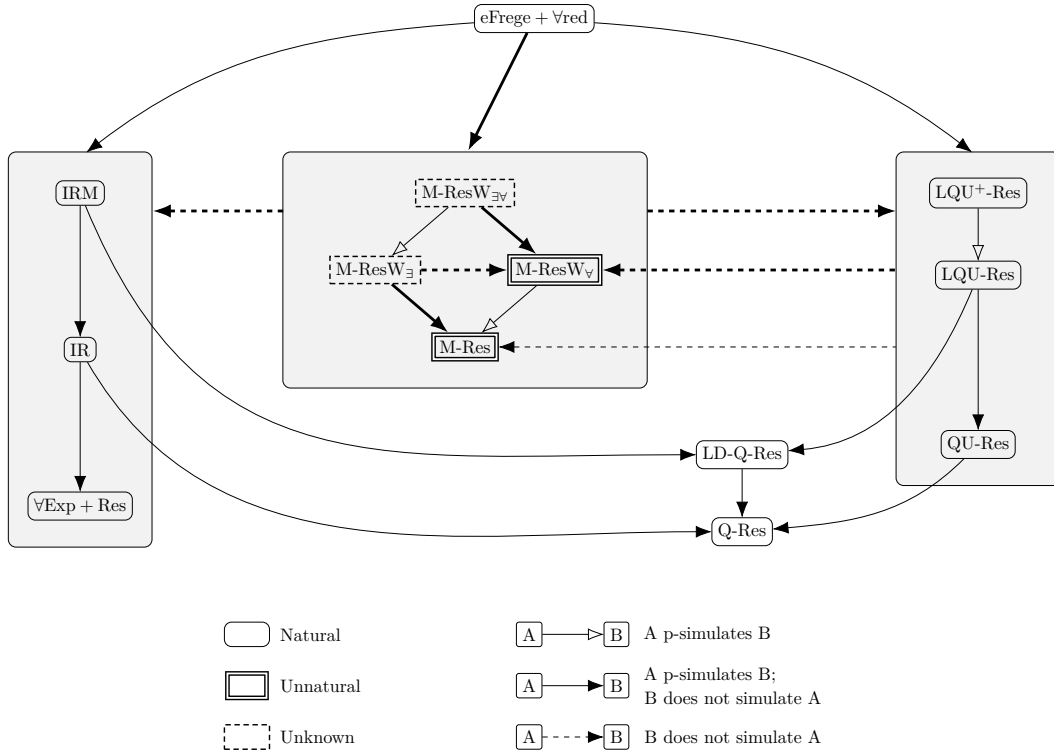 eFrege + ∀red
IRM
M-ResW∃∀
LQU⁺-Res
M-ResW∃
M-ResW∀
LQU-Res
IR
M-Res
LD-Q-Res
QU-Res
∀Exp + Res
Q-Res
Natural
A B A p-simulates B
Unnatural
A B A p-simulates B;
B does not simulate A
Unknown
A B B does not simulate A